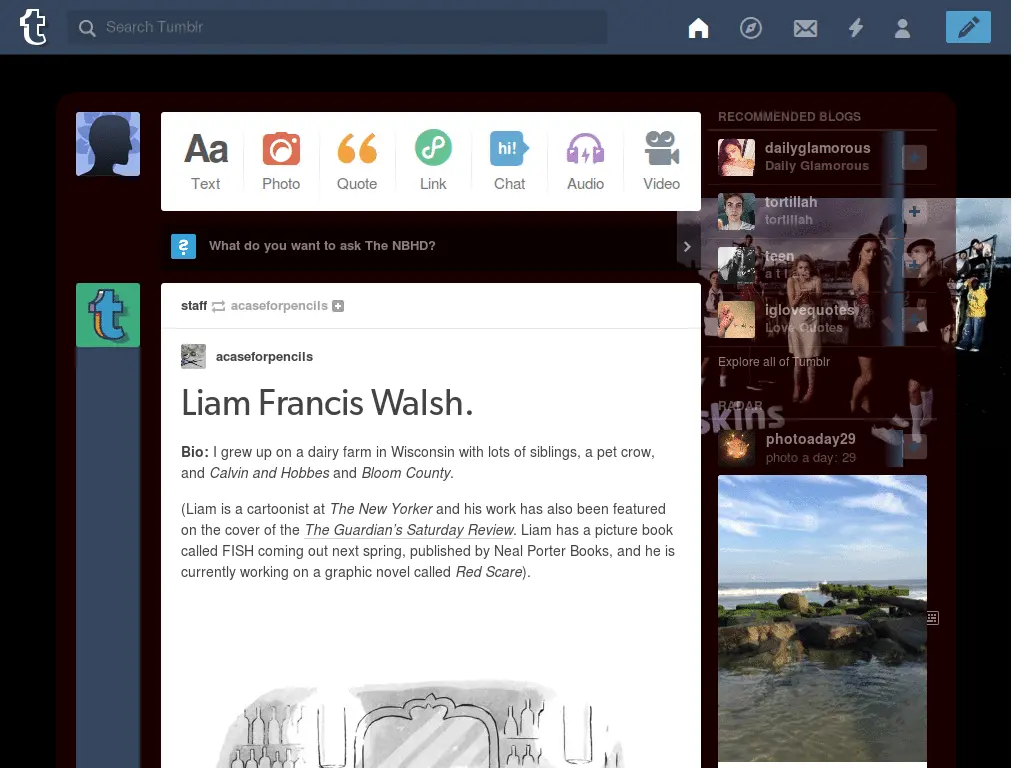 Search Tumblr
Aa
Text
Photo
Quote
Link
hi!
Chat
Audio
Video
What do you want to ask The NBHD?
staff acaseforpencils
acaseforpencils
Liam Francis Walsh.
Bio: I grew up on a dairy farm in Wisconsin with lots of siblings, a pet crow,
and Calvin and Hobbes and Bloom County.
(Liam is a cartoonist at The New Yorker and his work has also been featured
on the cover of the The Guardian’s Saturday Review. Liam has a picture book
called FISH coming out next spring, published by Neal Porter Books, and he is
currently working on a graphic novel called Red Scare).
RECOMMENDED BLOGS
dailyglamorous
Daily Glamorous
tortillah
tortillah
teen
iglovequotes
Love Quotes
Explore all of Tumblr
RADAR
skins
photoaday29
photo a day: 29